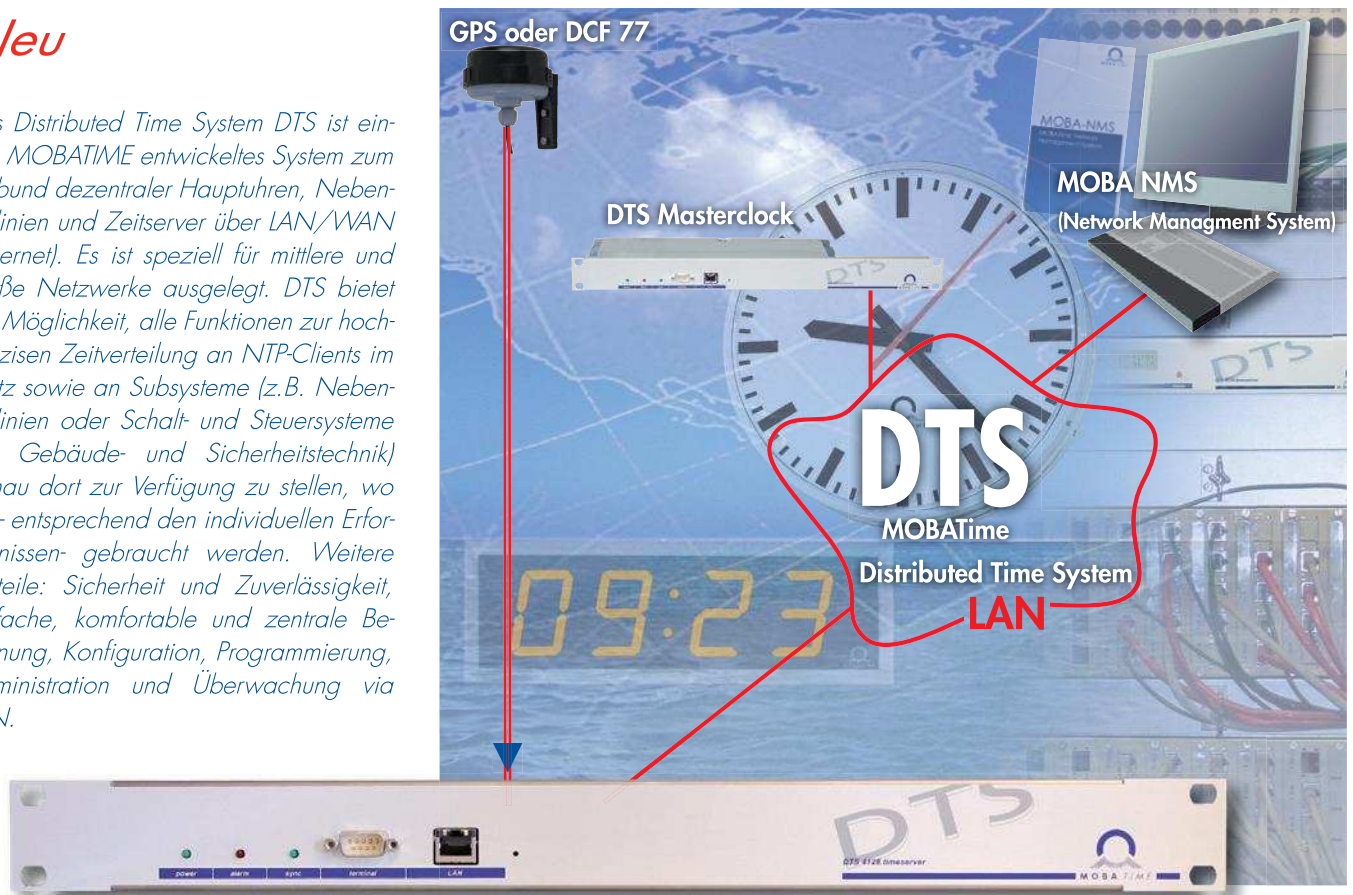 leu
s Distributed Time System DTS ist ein-
MOBATIME entwickeltes System zum
bund dezentraler Hauptuhren, Neben-
linien und Zeitserver über LAN/WAN
ernet). Es ist speziell für mittlere und
ße Netzwerke ausgelegt. DTS bietet
Möglichkeit, alle Funktionen zur hoch-
zisen Zeitverteilung an NTP-Clients im
tz sowie an Subsysteme (z.B. Neben-
linien oder Schalt- und Steuersysteme
Gebäude- und Sicherheitstechnik)
nau dort zur Verfügung zu stellen, wo
- entsprechend den individuellen Erfor-
nissen- gebraucht werden. Weitere
teile: Sicherheit und Zuverlässigkeit,
fache, komfortable und zentrale Be-
nung, Konfiguration, Programmierung,
ministration und Überwachung via
N.
GPS oder DCF 77
MOBA-NMS
MOBA NMS
(Network Managment System)
DTS Masterclock
DTS
DTS
DTS
MOBATime
Distributed Time System
LAN
09:23
DTS
power alarm sync terminal LAN
DTS 4128 timeserver
MOBATIME